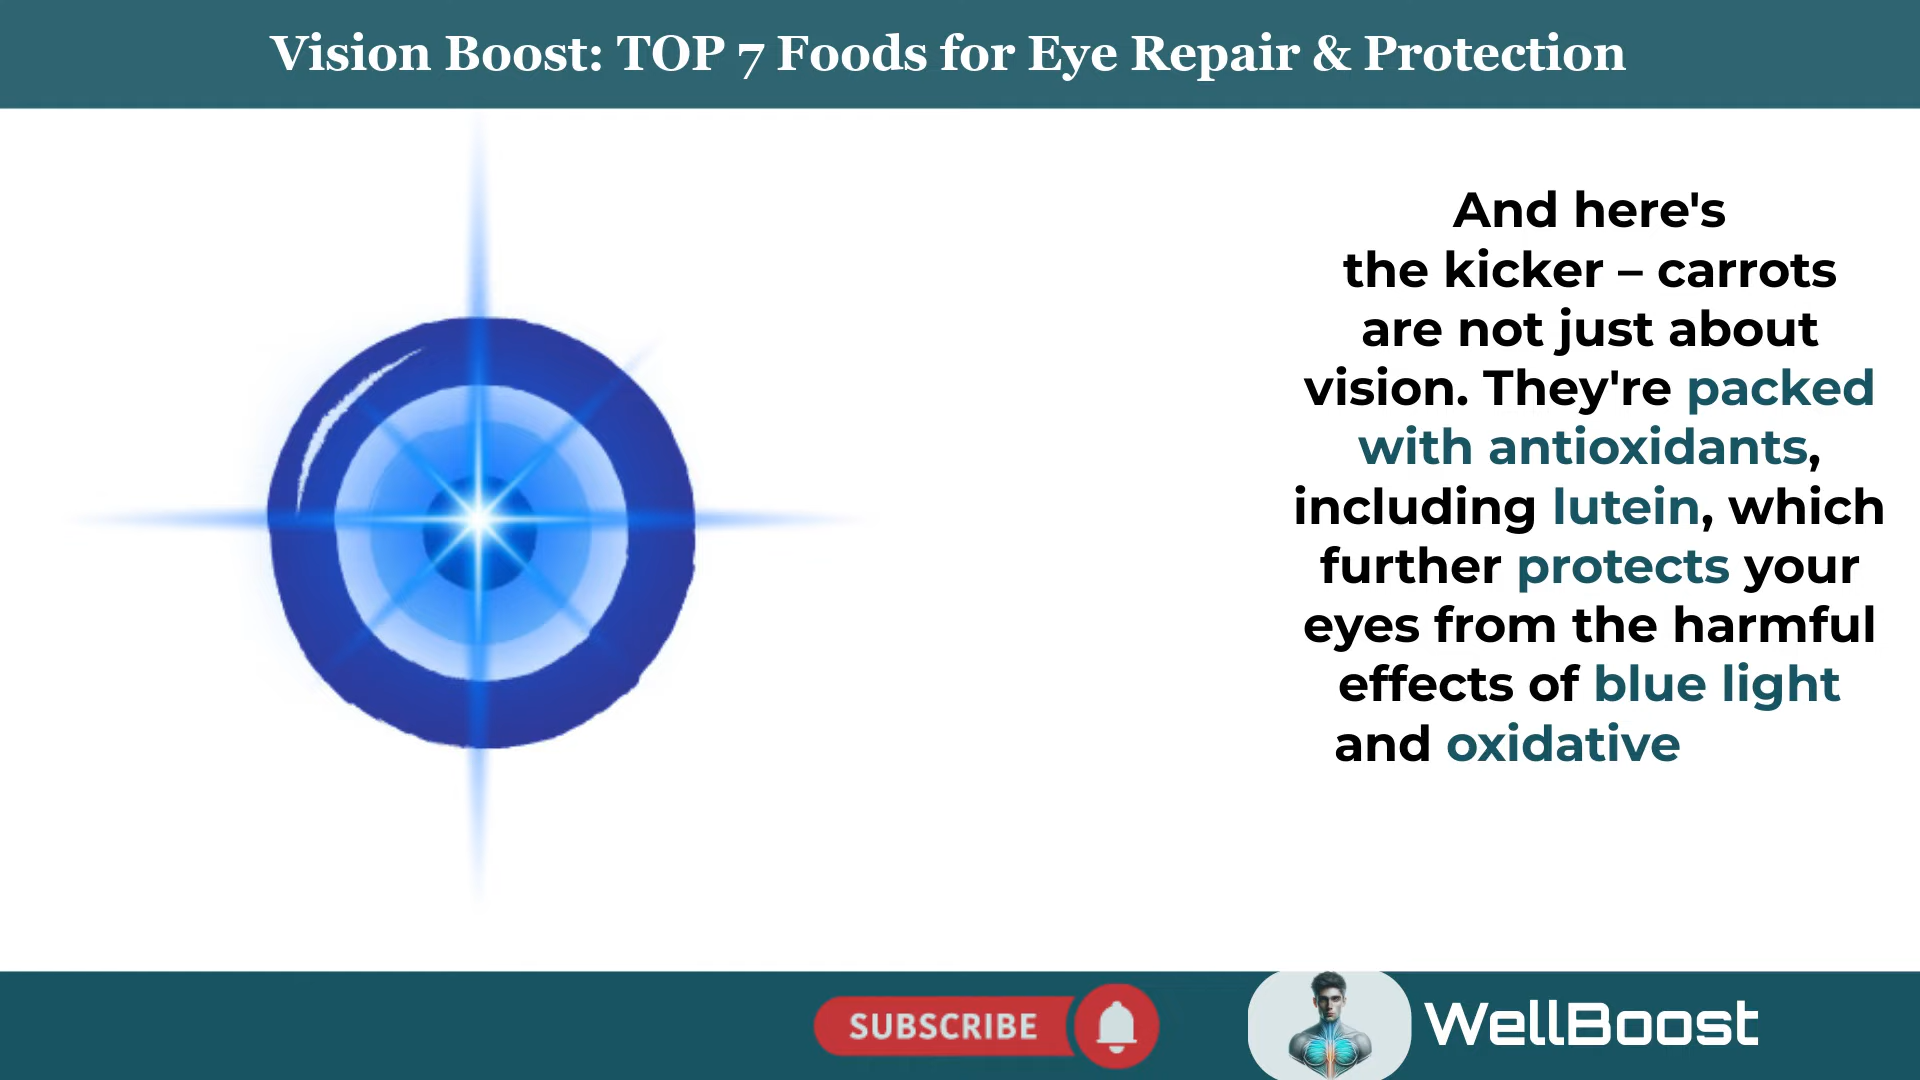 Vision Boost: TOP 7 Foods for Eye Repair & Protection
And here's
the kicker – carrots
are not just about
vision. They're packed
with antioxidants,
including lutein, which
further protects your
eyes from the harmful
effects of blue light
and oxidative
SUBSCRIBE
WellBoost